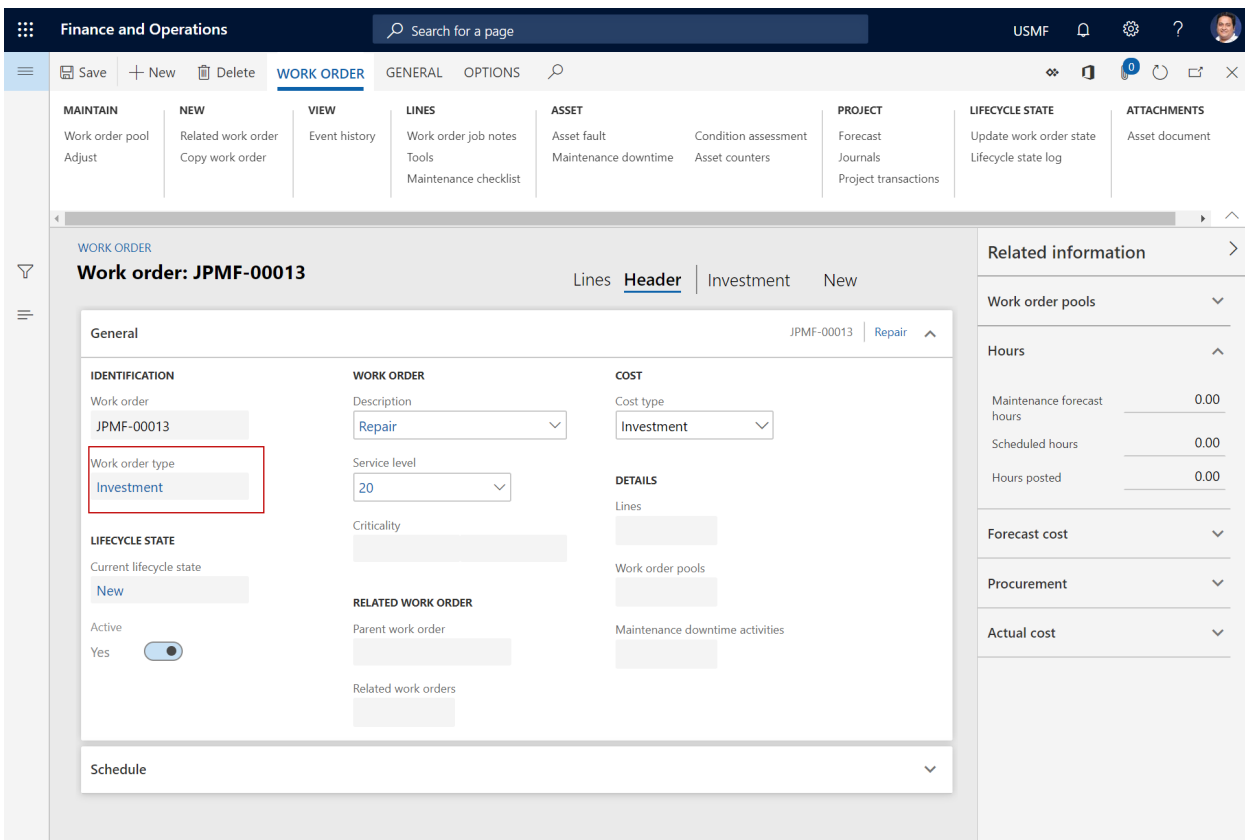 Finance and Operations
Search for a page
USMF
?
Save
New
Delete
WORK ORDER
GENERAL
OPTIONS
0
MAINTAIN
Work order pool
Adjust
NEW
Related work order
Copy work order
VIEW
Event history
LINES
Work order job notes
Tools
Maintenance checklist
ASSET
Asset fault
Condition assessment
Maintenance downtime
Asset counters
PROJECT
Forecast
Journals
Project transactions
LIFECYCLE STATE
Update work order state
Lifecycle state log
ATTACHMENTS
Asset document
WORK ORDER
Work order: JPMF-00013
Lines
Header
Investment
New
General
JPMF-00013
Repair
IDENTIFICATION
Work order
JPMF-00013
Work order type
Investment
LIFECYCLE STATE
Current lifecycle state
New
Active
Yes
WORK ORDER
Description
Repair
Service level
20
Criticality
RELATED WORK ORDER
Parent work order
Related work orders
COST
Cost type
Investment
DETAILS
Lines
Work order pools
Maintenance downtime activities
Schedule
Related information
Work order pools
Hours
Maintenance forecast
hours
0.00
Scheduled hours
0.00
Hours posted
0.00
Forecast cost
Procurement
Actual cost